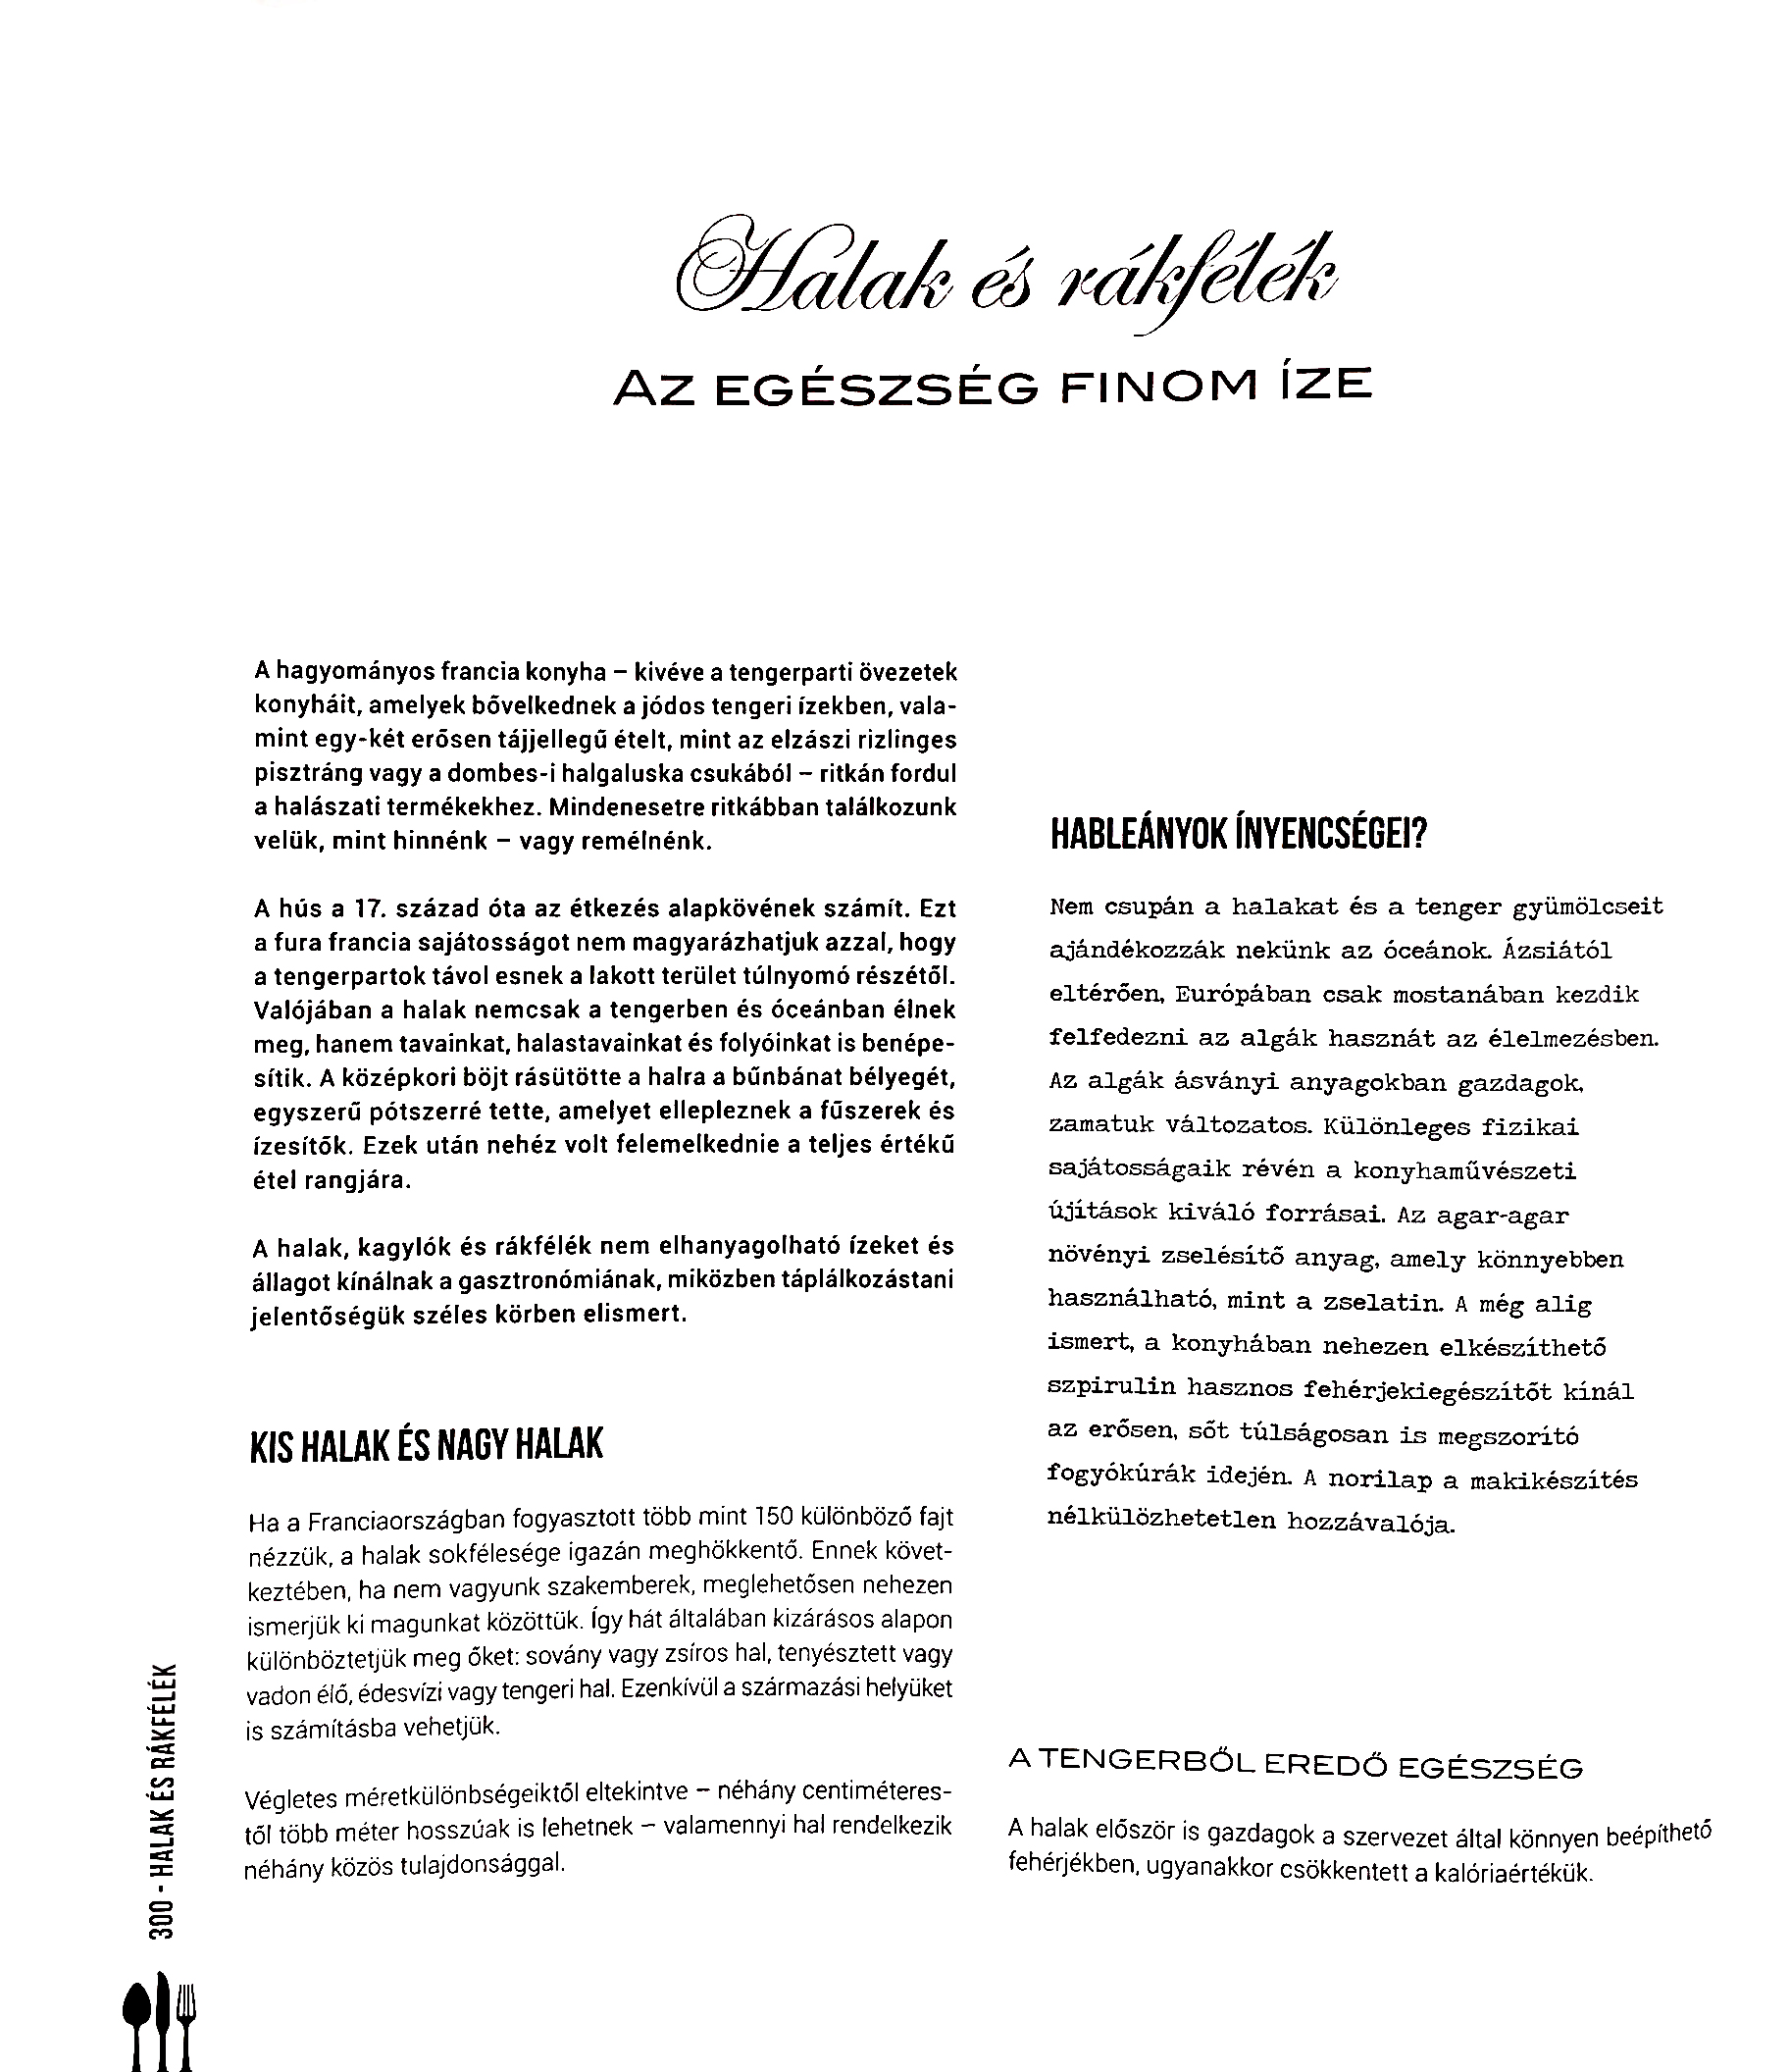 Halak és rákfélék
AZ EGÉSZSÉG FINOM ÍZE
A hagyományos francia konyha – kivéve a tengerparti övezetek
konyháit, amelyek bővelkednek a jódos tengeri ízekben, vala-
mint egy-két erősen tájjellegű ételt, mint az elzászi rizlinges
pisztráng vagy a dombes-i halgaluska csukából – ritkán fordul
a halászati termékekhez. Mindenesetre ritkábban találkozunk
velük, mint hinnénk – vagy remélnénk.
A hús a 17. század óta az étkezés alapkövének számít. Ezt
a fura francia sajátosságot nem magyarázhatjuk azzal, hogy
a tengerpartok távol esnek a lakott terület túlnyomó részétől.
Valójában a halak nemcsak a tengerben és óceánban élnek
meg, hanem tavainkat, halastavainkat és folyóinkat is benépe-
sítik. A középkori böjt rásütötte a halra a bűnbánat bélyegét,
egyszerű pótszerré tette, amelyet ellepleznek a fűszerek és
ízesítők. Ezek után nehéz volt felemelkednie a teljes értékű
étel rangjára.
A halak, kagylók és rákfélék nem elhanyagolható ízeket és
állagot kínálnak a gasztronómiának, miközben táplálkozástani
jelentőségük széles körben elismert.
KIS HALAK ÉS NAGY HALAK
Ha a Franciaországban fogyasztott több mint 150 különböző fajt
nézzük, a halak sokfélesége igazán meghökkentő. Ennek követ-
keztében, ha nem vagyunk szakemberek, meglehetősen nehezen
ismerjük ki magunkat közöttük. Így hát általában kizárásos alapon
különböztetjük meg őket: sovány vagy zsíros hal, tenyésztett vagy
vadon élő, édesvízi vagy tengeri hal. Ezenkívül a származási helyüket
is számításba vehetjük.
Végletes méretkülönbségeiktől eltekintve – néhány centiméteres-
től több méter hosszúak is lehetnek – valamennyi hal rendelkezik
néhány közös tulajdonsággal.
HABLEÁNYOK ÍNYENCSÉGEI?
Nem csupán a halakat és a tenger gyümölcseit
ajándékozzák nekünk az óceánok. Ázsiától
eltérően, Európában csak mostanában kezdik
felfedezni az algák hasznát az élelmezésben.
Az algák ásványi anyagokban gazdagok,
zamatuk változatos. Különleges fizikai
sajátosságaik révén a konyhaművészeti
újítások kiváló forrásai. Az agar-agar
növényi zselésítő anyag, amely könnyebben
használható, mint a zselatin. A még alig
ismert, a konyhában nehezen elkészíthető
szpirulin hasznos fehérjekiegészítőt kínál
az erősen, sőt túlságosan is megszorító
fogyókúrák idején. A norilap a makikészítés
nélkülözhetetlen hozzávalója.
A TENGERBŐL EREDŐ EGÉSZSÉG
A halak először is gazdagok a szervezet által könnyen beépíthető
fehérjékben, ugyanakkor csökkentett a kalóriaértékük.
300 - HALAK ÉS RÁKFÉLÉK